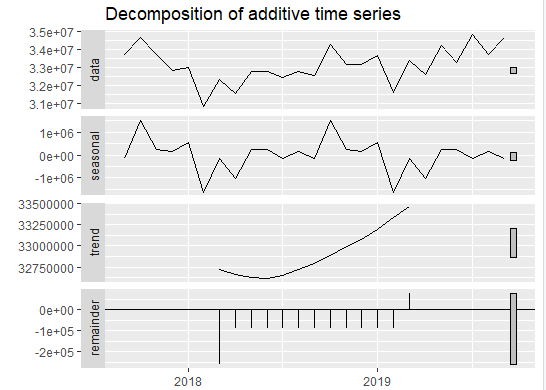 Decomposition of additive time series
3.5e+07
3.4e+07
3.3e+07
3.2e+07
3.1e+07
data
1e+06
0e+00
-1e+06
seasonal
33500000
33250000
33000000
32750000
trend
0e+00
-1e+05
-2e+05
remainder
2018
2019